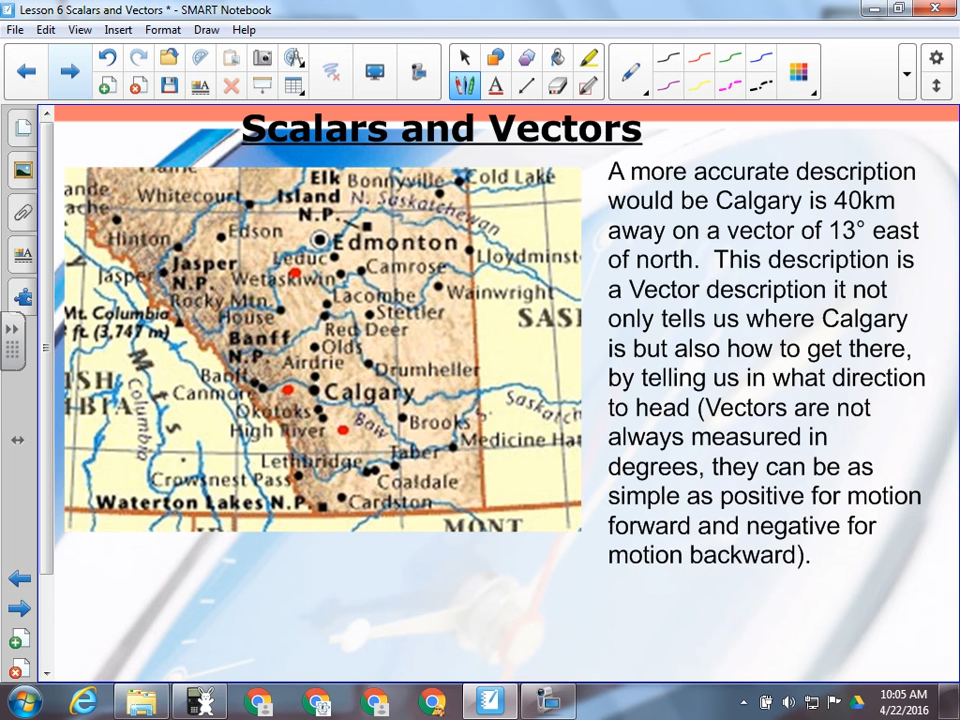 Lesson 6 Scalars and Vectors * - SMART Notebook
File Edit View Insert Format Draw Help
Scalars and Vectors
A more accurate description
would be Calgary is 40km
away on a vector of 13° east
of north. This description is
a Vector description it not
only tells us where Calgary
is but also how to get there,
by telling us in what direction
to head (Vectors are not
always measured in
degrees, they can be as
simple as positive for motion
forward and negative for
motion backward).
Elk Bonnyville Cold Lake
ande Whitecourt Island
ache N.P. N. Saskatchewan
Hinton Edson Edmonton
Leduc Lloydminst
Jasper Jasper Wetaskiwin Camrose
N.P. Wainwright
Rocky Mtn. Lacombe
Mt. Columbia House Stettler SAS
ft. (3,747 m) Banff Red Deer
N.P. Olds
Airdrie Drumheller
ISH Banff
Columbia Canmore Calgary
BIA Okotoks Saskatch
High River Bow Brooks
Medicine Hat
Lethbridge Taber
Crowsnest Pass Coaldale
Waterton Lakes N.P. Cardston
MONT
10:05 AM
4/22/2016